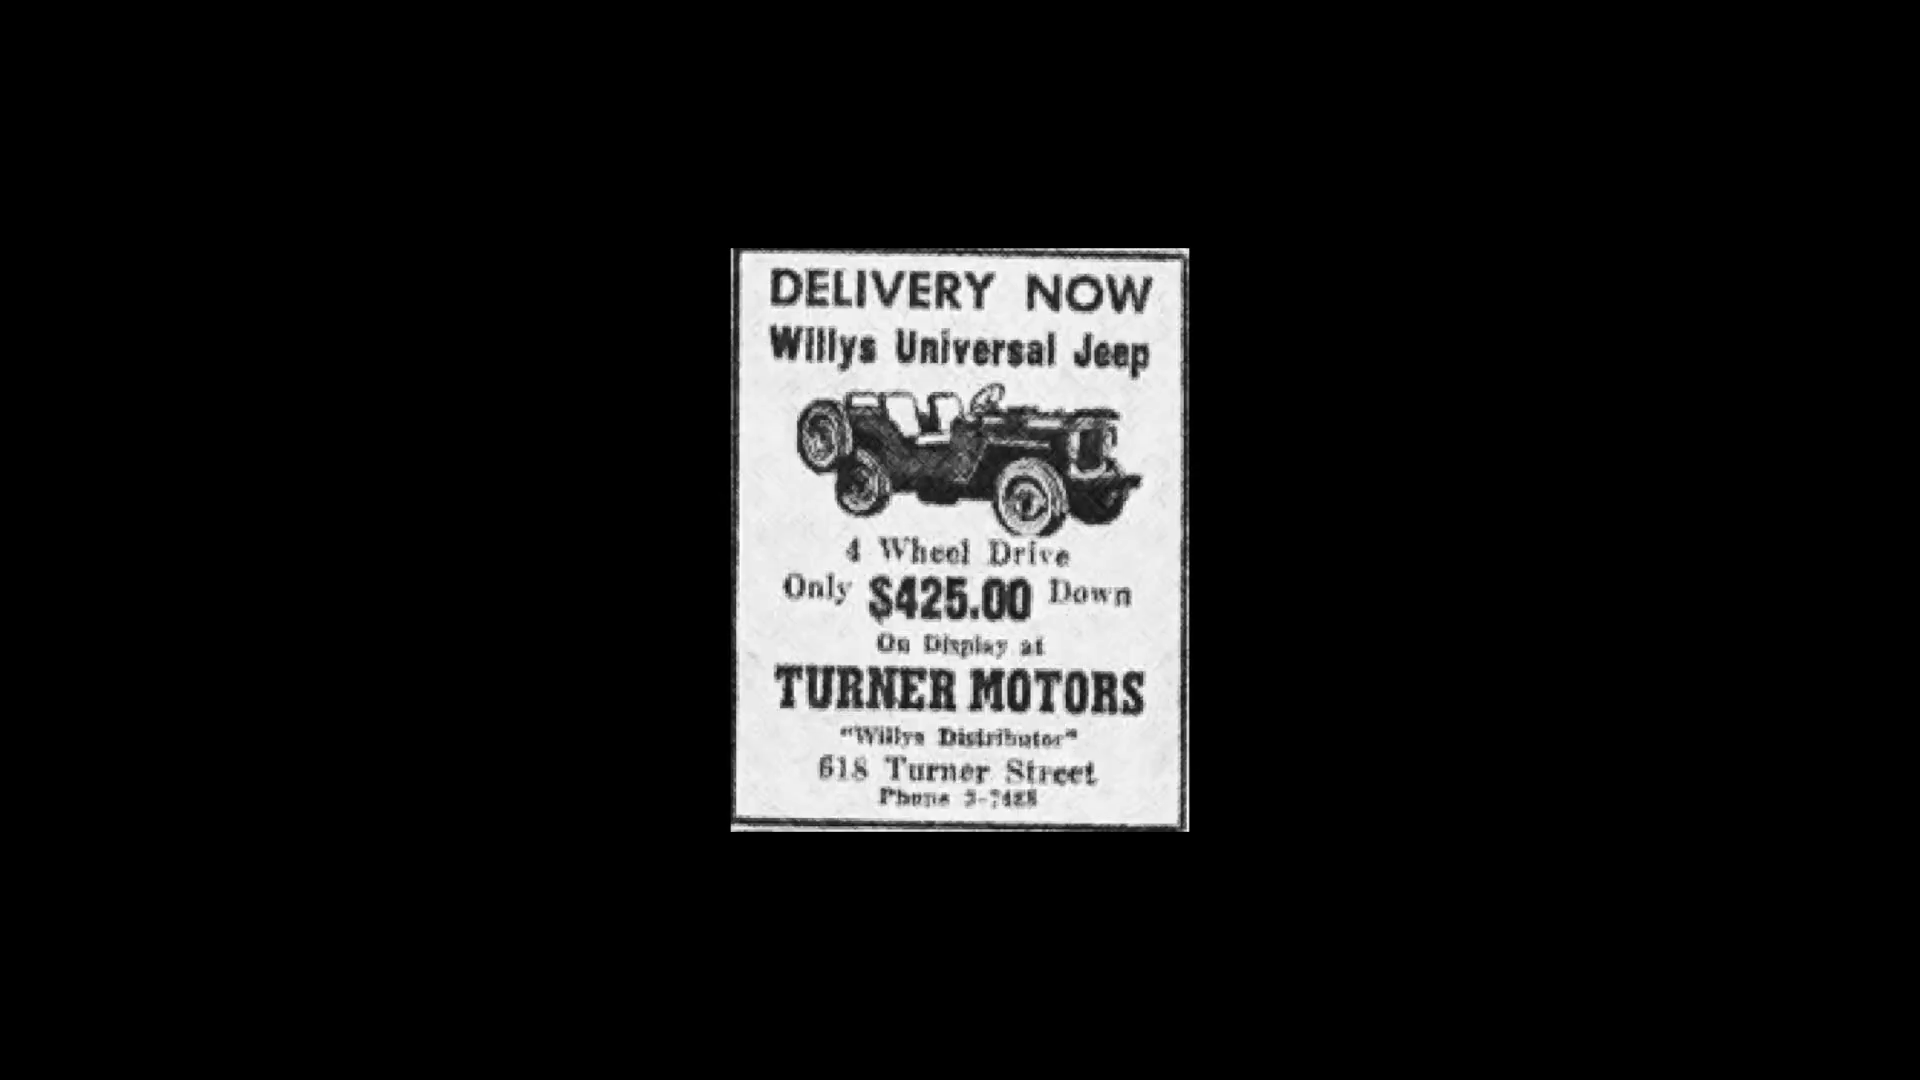 DELIVERY NOW
Willys Universal Jeep
4 Wheel Drive
Only $425.00 Down
On Display at
TURNER MOTORS
"Willys Distributor"
618 Turner Street
Phone